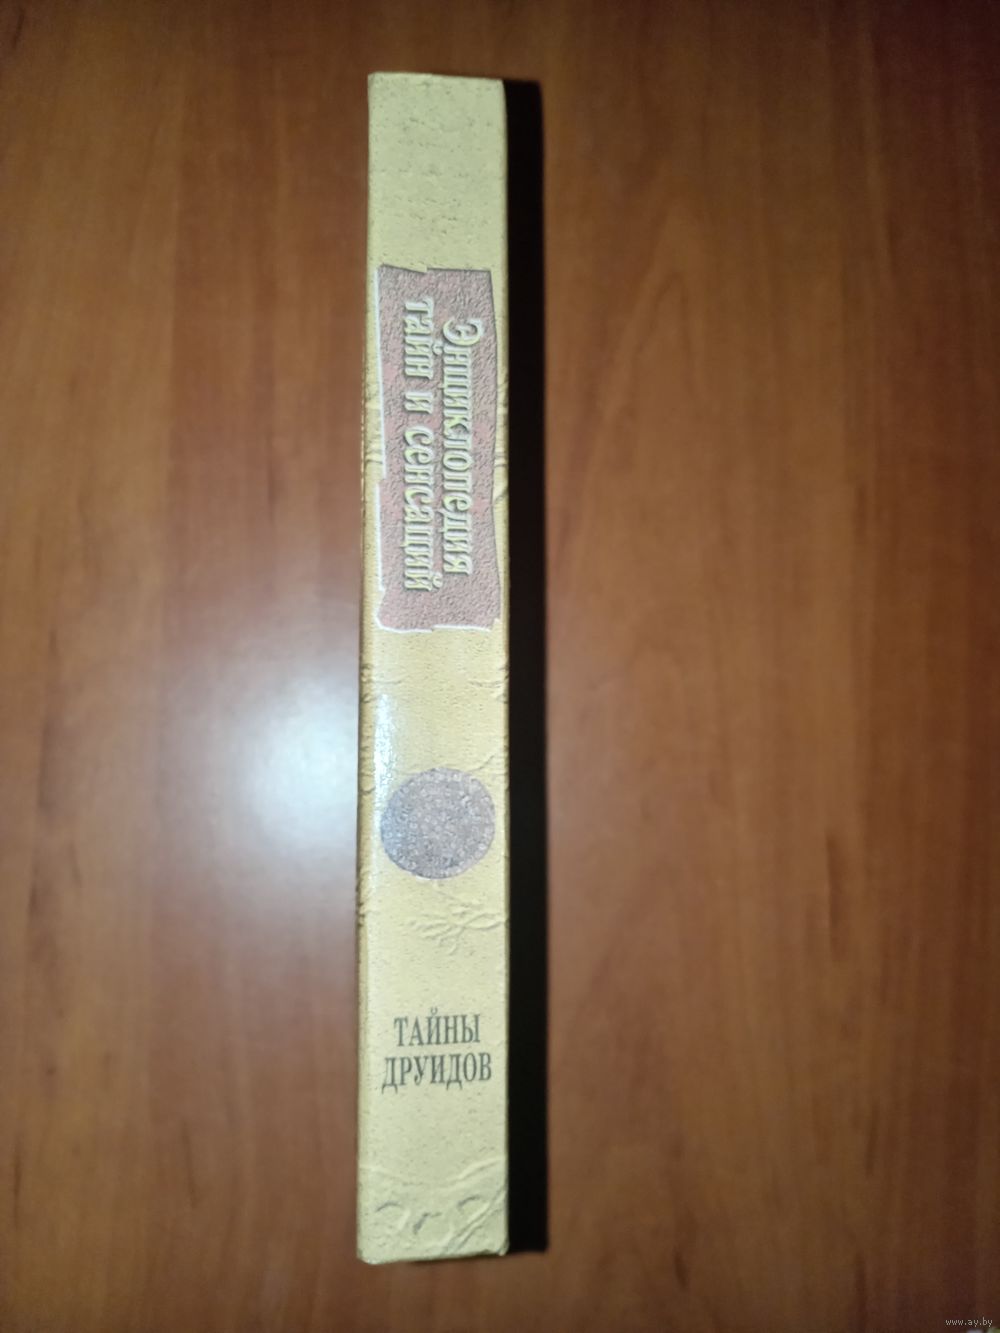 Энциклопедия
тайн и сенсаций
ТАЙНЫ
ДРУИДОВ
www.ay.by